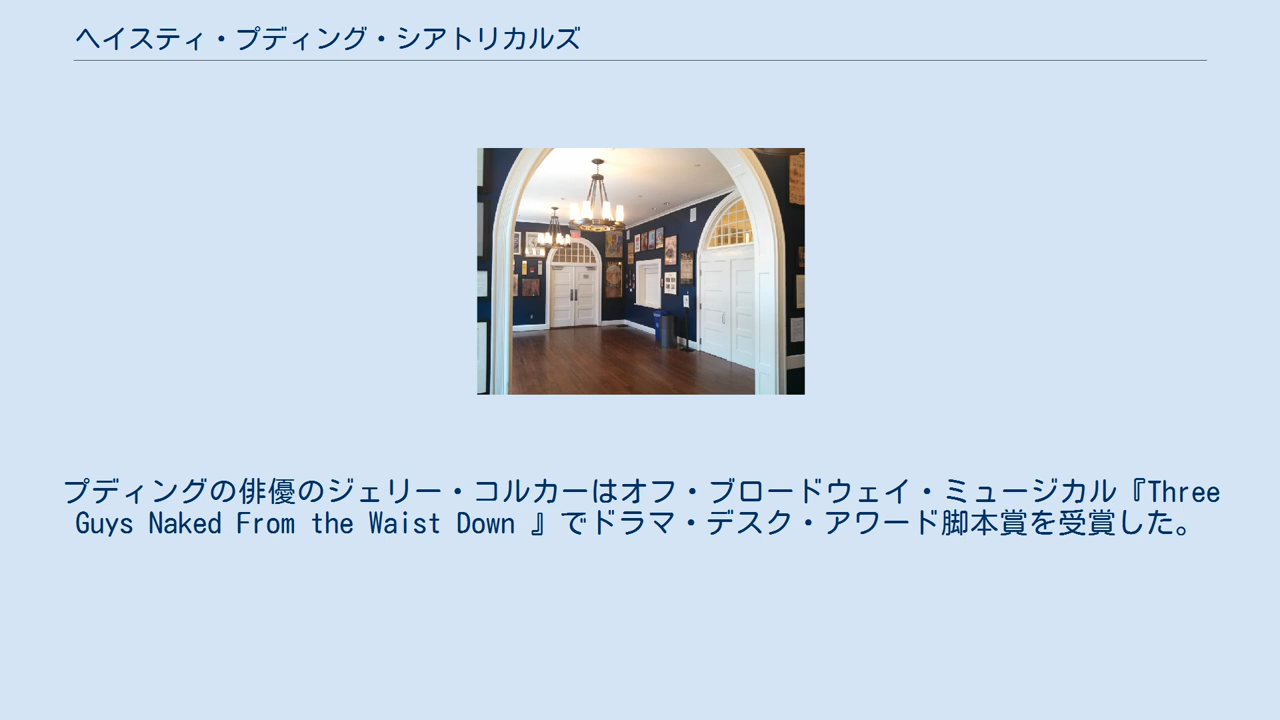 ヘイスティ・プディング・シアトリカルズ
プディングの俳優のジェリー・コルカーはオフ・ブロードウェイ・ミュージカル『Three
Guys Naked From the Waist Down 』でドラマ・デスク・アワード脚本賞を受賞した。